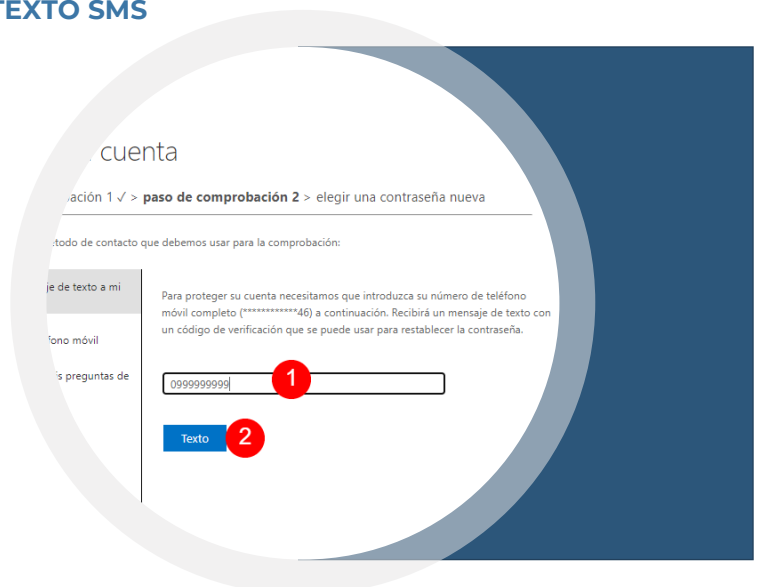 TEXTO SMS
cuenta
ación 1 ✓ > paso de comprobación 2 > elegir una contraseña nueva
todo de contacto que debemos usar para la comprobación:
je de texto a mi
Para proteger su cuenta necesitamos que introduzca su número de teléfono
móvil completo (************46) a continuación. Recibirá un mensaje de texto con
un código de verificación que se puede usar para restablecer la contraseña.
fono móvil
is preguntas de
0999999999
1
Texto
2